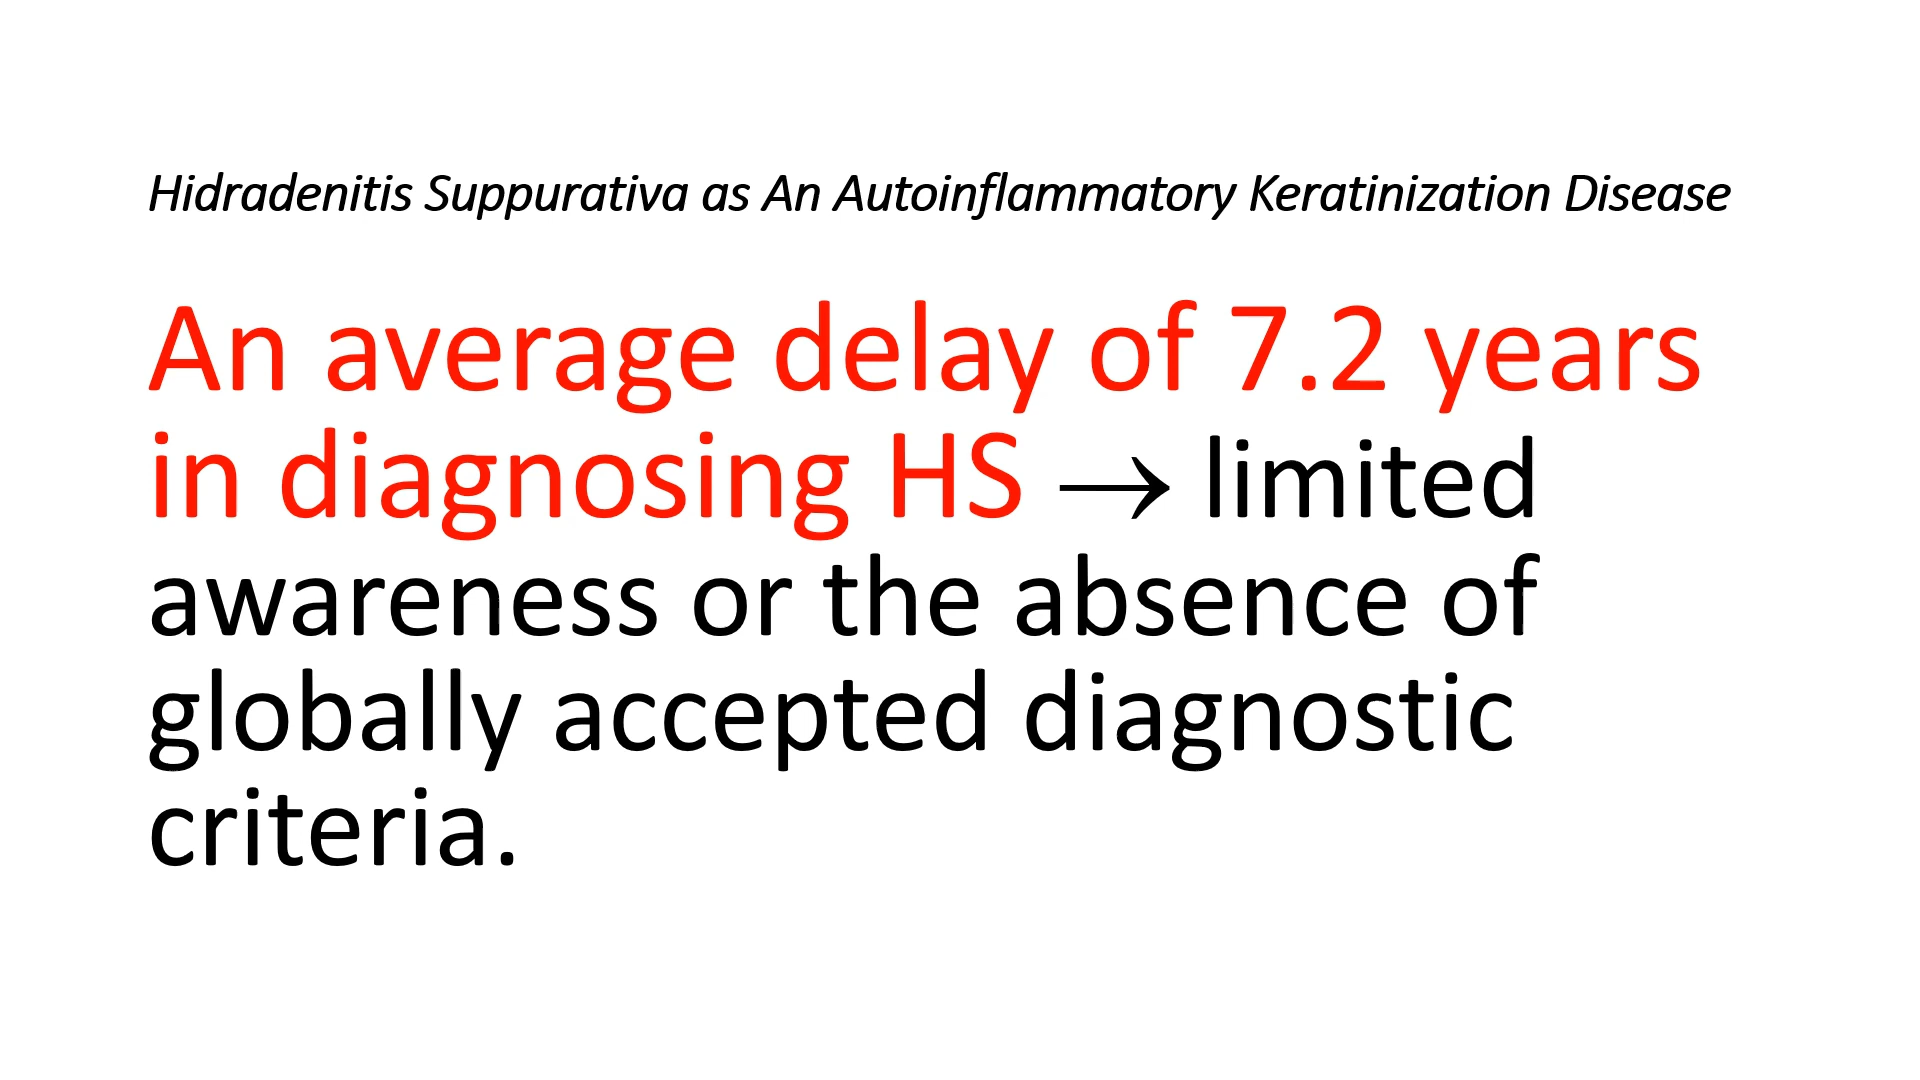 Hidradenitis Suppurativa as An Autoinflammatory Keratinization Disease
An average delay of 7.2 years
in diagnosing HS → limited
awareness or the absence of
globally accepted diagnostic
criteria.